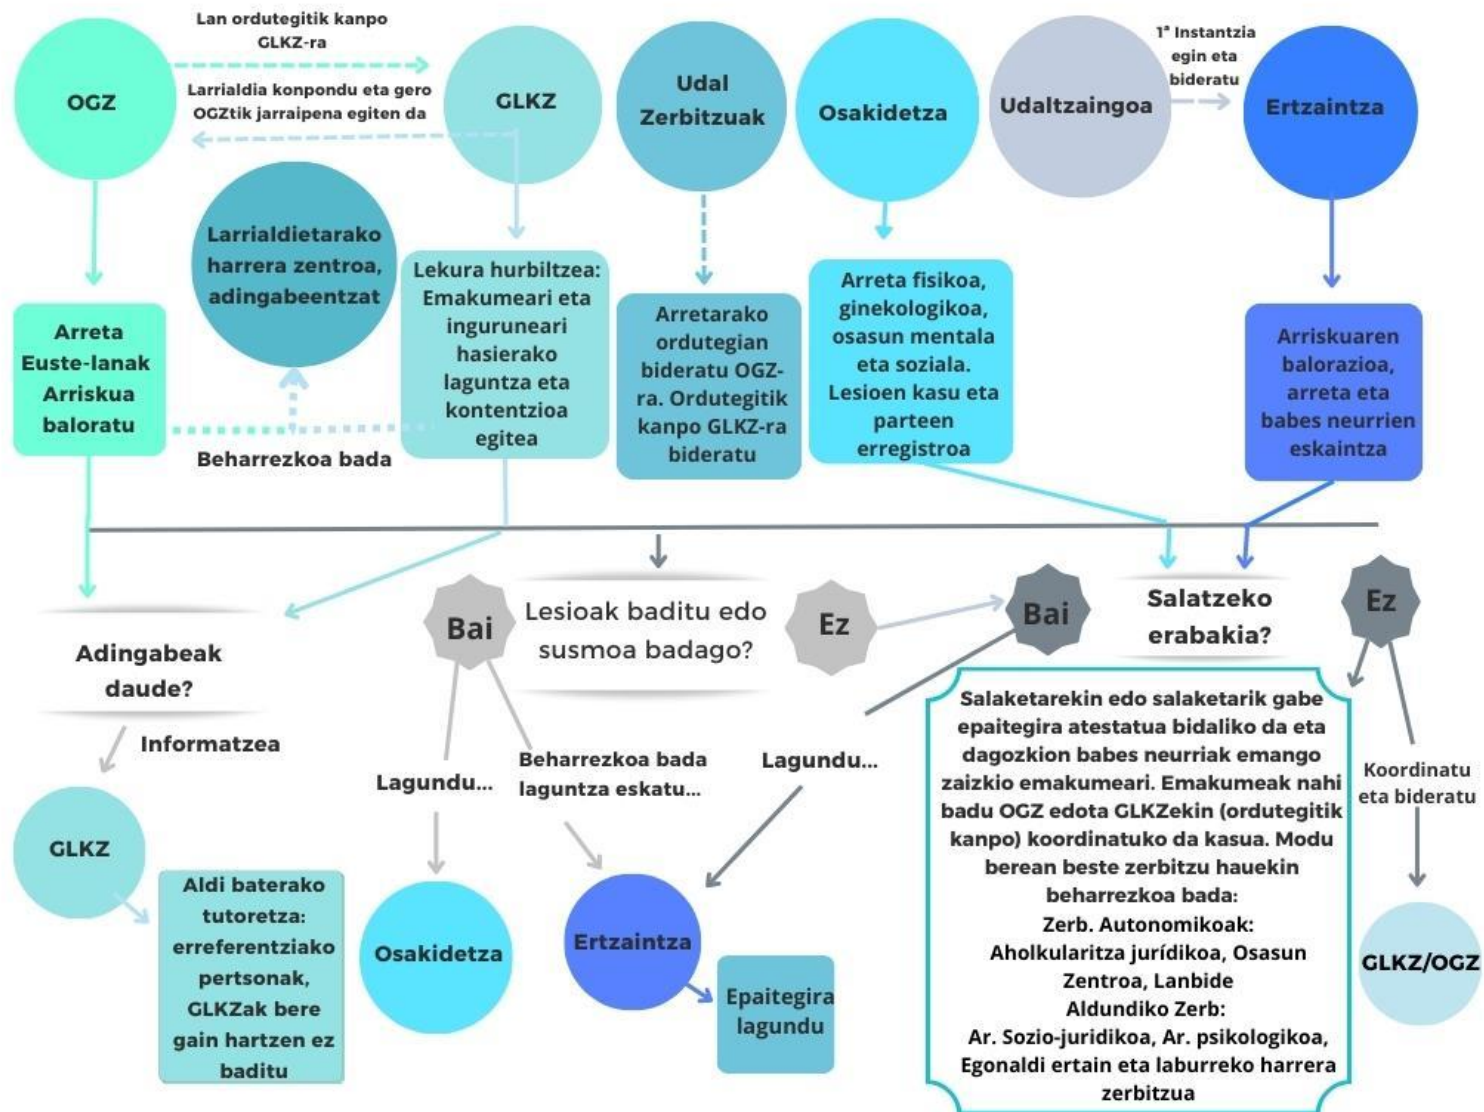 Lan ordutegitik kanpo
GLKZ-ra
Larrialdia konpondu eta gero
OGZtik jarraipena egiten da
OGZ
GLKZ
Udal
Zerbitzuak
Osakidetza
Udaltzaingoa
1ª Instantzia
egin eta
bideratu
Ertzaintza
Larrialdietarako
harrera zentroa,
adingabeentzat
Arreta
Euste-lanak
Arriskua
baloratu
Beharrezkoa bada
Lekura hurbiltzea:
Emakumeari eta
inguruneari
hasierako
laguntza eta
kontentzioa
egitea
Arretarako
ordutegian
bideratu OGZ-
ra. Ordutegitik
kanpo GLKZ-ra
bideratu
Arreta fisikoa,
ginekologikoa,
osasun mentala
eta soziala.
Lesioen kasu eta
parteen
erregistroa
Arriskuaren
balorazioa,
arreta eta
babes neurrien
eskaintza
Adingabeak
daude?
Informatzea
GLKZ
Aldi baterako
tutoretza:
erreferentziako
pertsonak,
GLKZak bere
gain hartzen ez
baditu
Bai
Lesioak baditu edo
susmoa badago?
Ez
Lagundu...
Beharrezkoa bada
laguntza eskatu...
Osakidetza
Ertzaintza
Epaitegira
lagundu
Bai
Salatzeko
erabakia?
Ez
Lagundu...
Salaketarekin edo salaketarik gabe
epaitegira atestatua bidaliko da eta
dagozkion babes neurriak emango
zaizkio emakumeari. Emakumeak nahi
badu OGZ edota GLKZekin (ordutegitik
kanpo) koordinatuko da kasua. Modu
berean beste zerbitzu hauekin
beharrezkoa bada:
Zerb. Autonomikoak:
Aholkularitza jurídikoa, Osasun
Zentroa, Lanbide
Aldundiko Zerb:
Ar. Sozio-juridikoa, Ar. psikologikoa,
Egonaldi ertain eta laburreko harrera
zerbitzua
Koordinatu
eta bideratu
GLKZ/OGZ